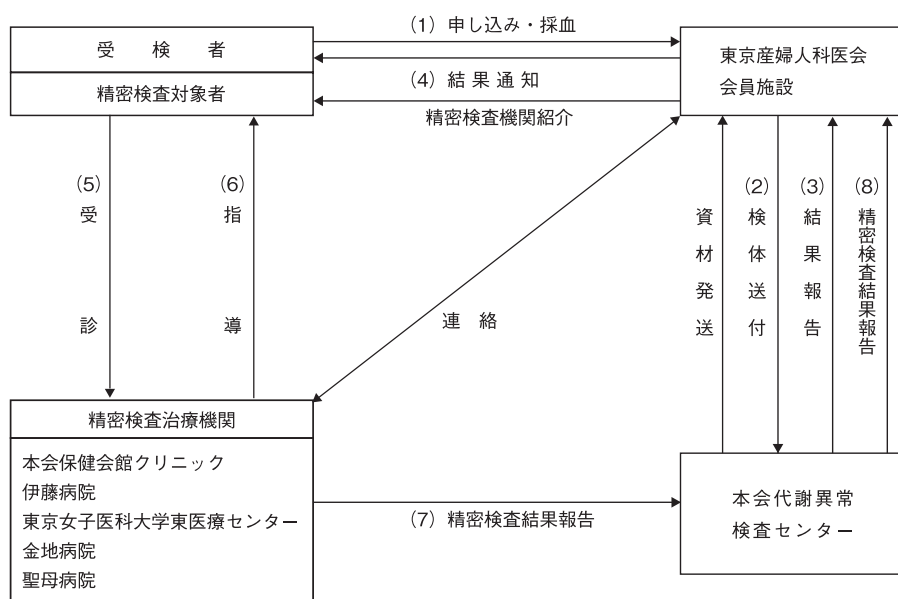 (1)申し込み・採血
受検者
東京産婦人科医会
会員施設
(4)結果通知
精密検査対象者
精密検査機関紹介
(5)受診
(6)指導
連絡
資材発送
(2)検体送付
(3)結果報告
(8)精密検査結果報告
精密検査治療機関
本会保健会館クリニック
伊藤病院
東京女子医科大学東医療センター
金地病院
聖母病院
(7)精密検査結果報告
本会代謝異常
検査センター